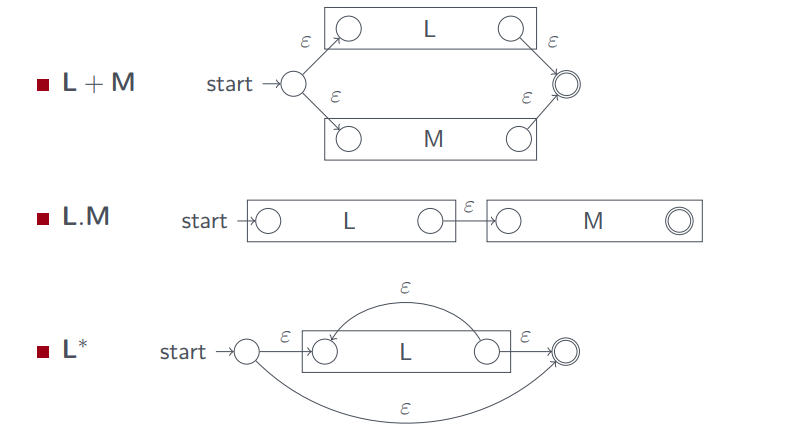 ε L ε
L + M start
ε ε
M
L.M start L ε M
ε
L* start ε L ε
ε